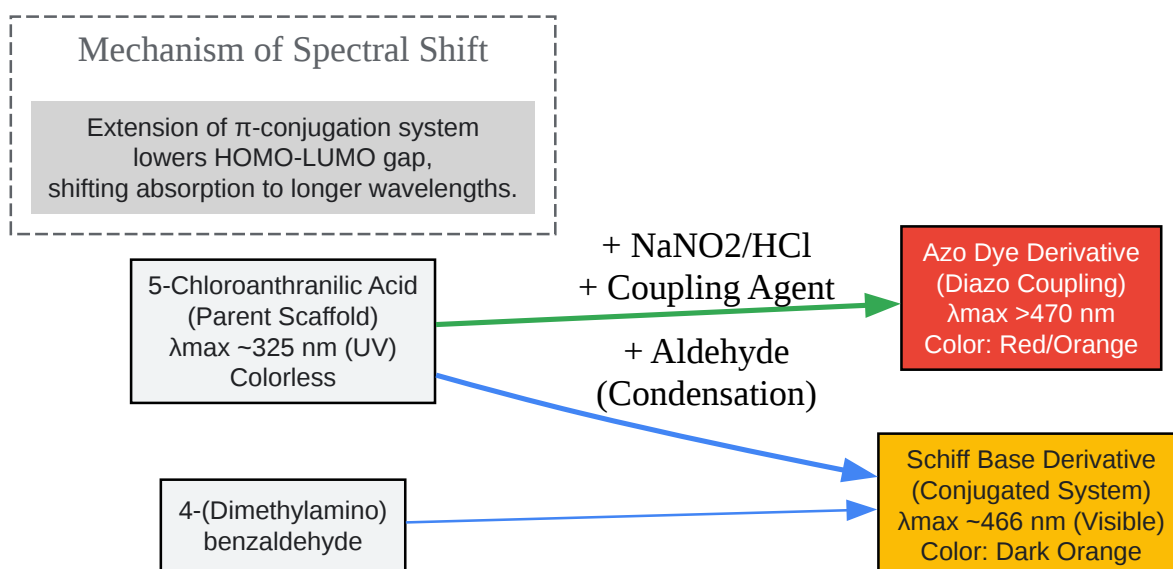 Mechanism of Spectral Shift
Extension of π-conjugation system
lowers HOMO-LUMO gap,
shifting absorption to longer wavelengths.
5-Chloroanthranilic Acid
(Parent Scaffold)
λmax ~325 nm (UV)
Colorless
+ NaNO2/HCl
+ Coupling Agent
Azo Dye Derivative
(Diazo Coupling)
λmax >470 nm
Color: Red/Orange
+ Aldehyde
(Condensation)
4-(Dimethylamino)
benzaldehyde
Schiff Base Derivative
(Conjugated System)
λmax ~466 nm (Visible)
Color: Dark Orange